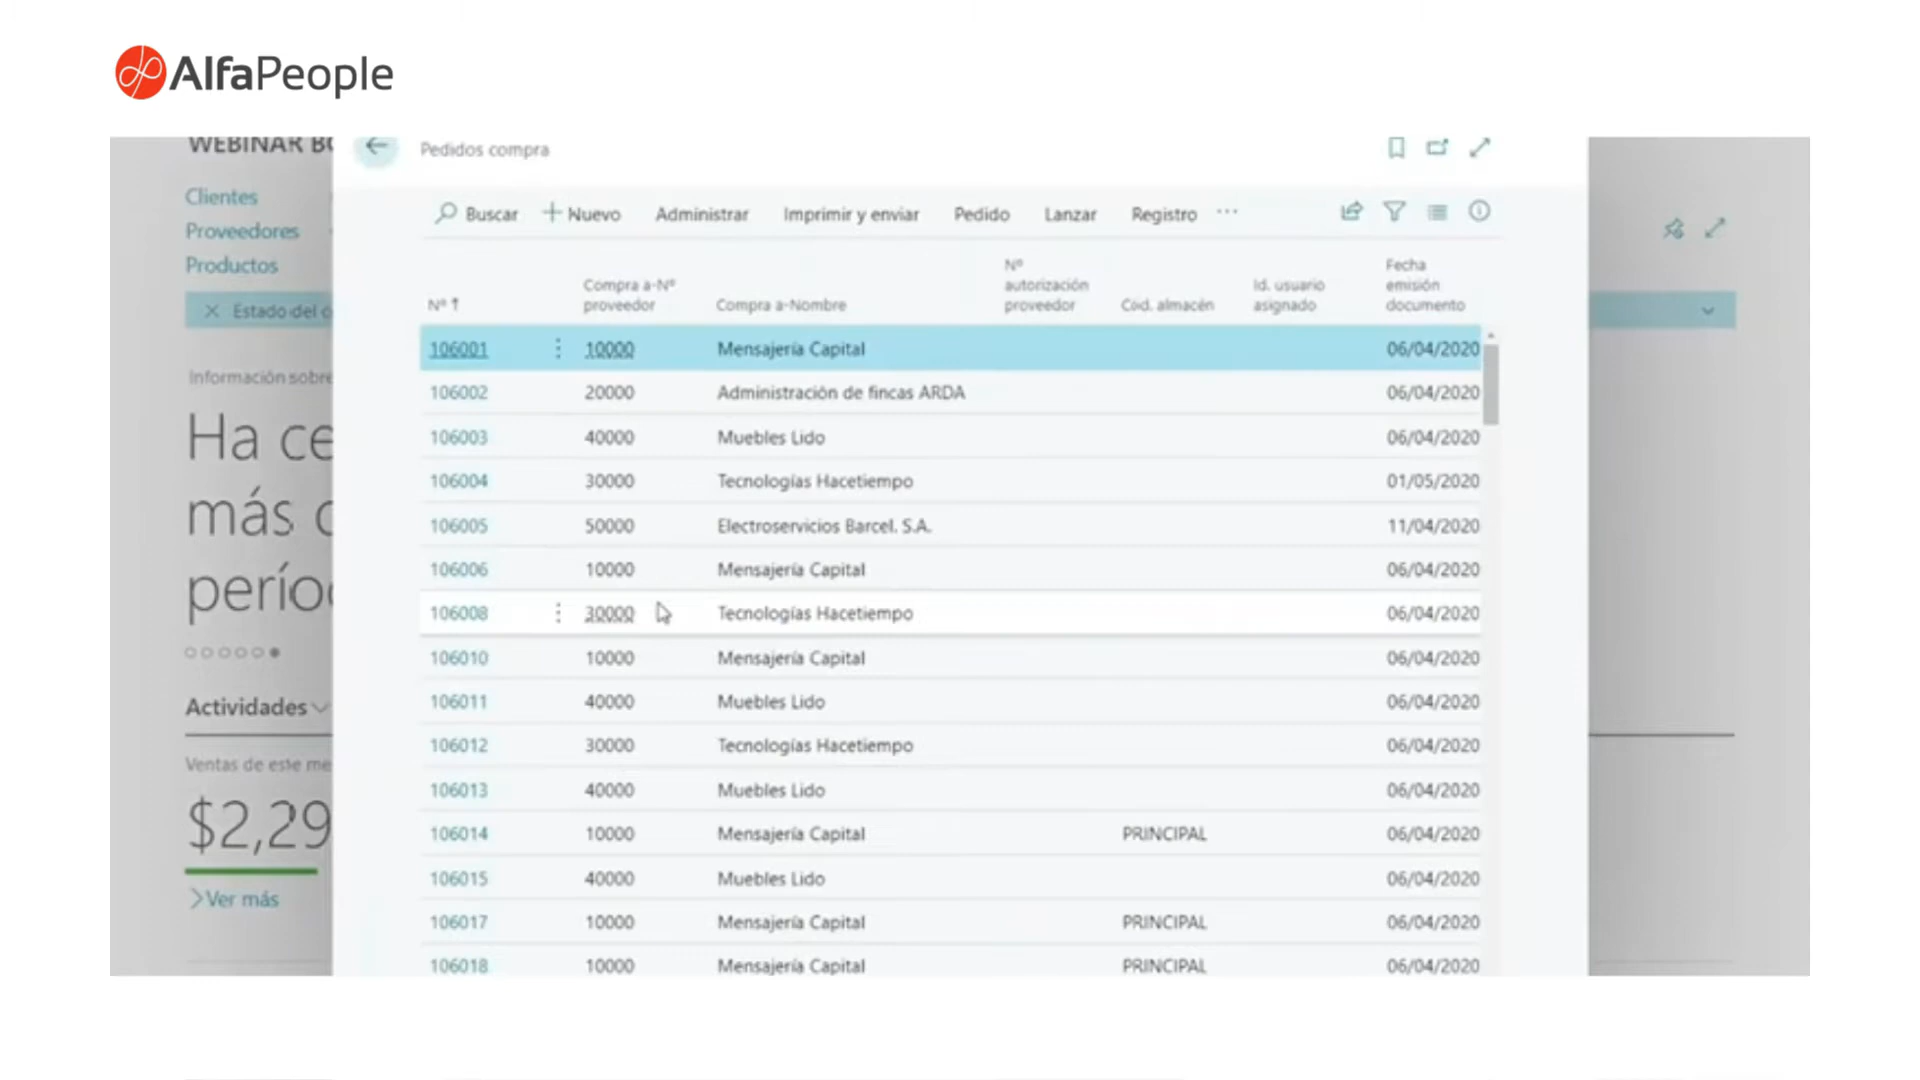 AlfaPeople
WEBINAR
Pedidos compra
Clientes
Proveedores
Productos
Estado del
Buscar Nuevo Administrar Imprimir y enviar Pedido Lanzar Registro ...
Nº ↑ Compra a-Nº proveedor Compra a-Nombre Nº autorización proveedor Cód. almacén Id. usuario asignado Fecha emisión documento
106001 10000 Mensajería Capital 06/04/2020
106002 20000 Administración de fincas ARDA 06/04/2020
106003 40000 Muebles Lido 06/04/2020
106004 30000 Tecnologías Hacetiempo 01/05/2020
106005 50000 Electroservicios Barcel. S.A. 11/04/2020
106006 10000 Mensajería Capital 06/04/2020
106008 30000 Tecnologías Hacetiempo 06/04/2020
106010 10000 Mensajería Capital 06/04/2020
106011 40000 Muebles Lido 06/04/2020
106012 30000 Tecnologías Hacetiempo 06/04/2020
106013 40000 Muebles Lido 06/04/2020
106014 10000 Mensajería Capital PRINCIPAL 06/04/2020
106015 40000 Muebles Lido 06/04/2020
106017 10000 Mensajería Capital PRINCIPAL 06/04/2020
106018 10000 Mensajería Capital PRINCIPAL 06/04/2020
Información sobre
Ha ce
más
perío
Actividades
Ventas de este me
$2,29
Ver más